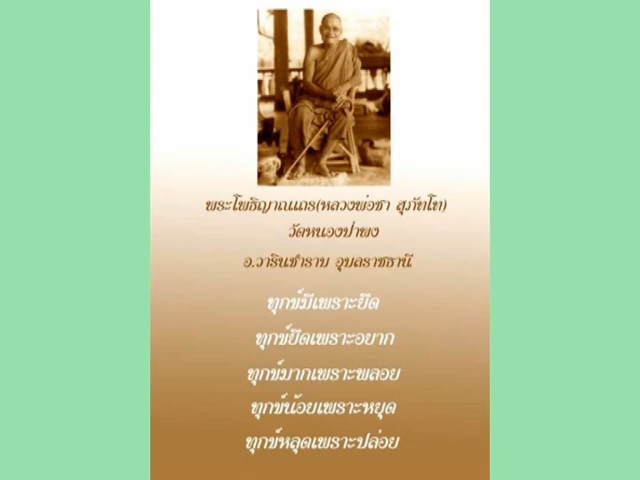 พระโพธิญาณเถร(หลวงพ่อชา สุภัทโท)
วัดหนองป่าพง
อ.วารินชำราบ อุบลราชธานี
ทุกข์มีเพราะยึด
ทุกข์ยืดเพราะอยาก
ทุกข์มากเพราะพลอย
ทุกข์น้อยเพราะหยุด
ทุกข์หลุดเพราะปล่อย